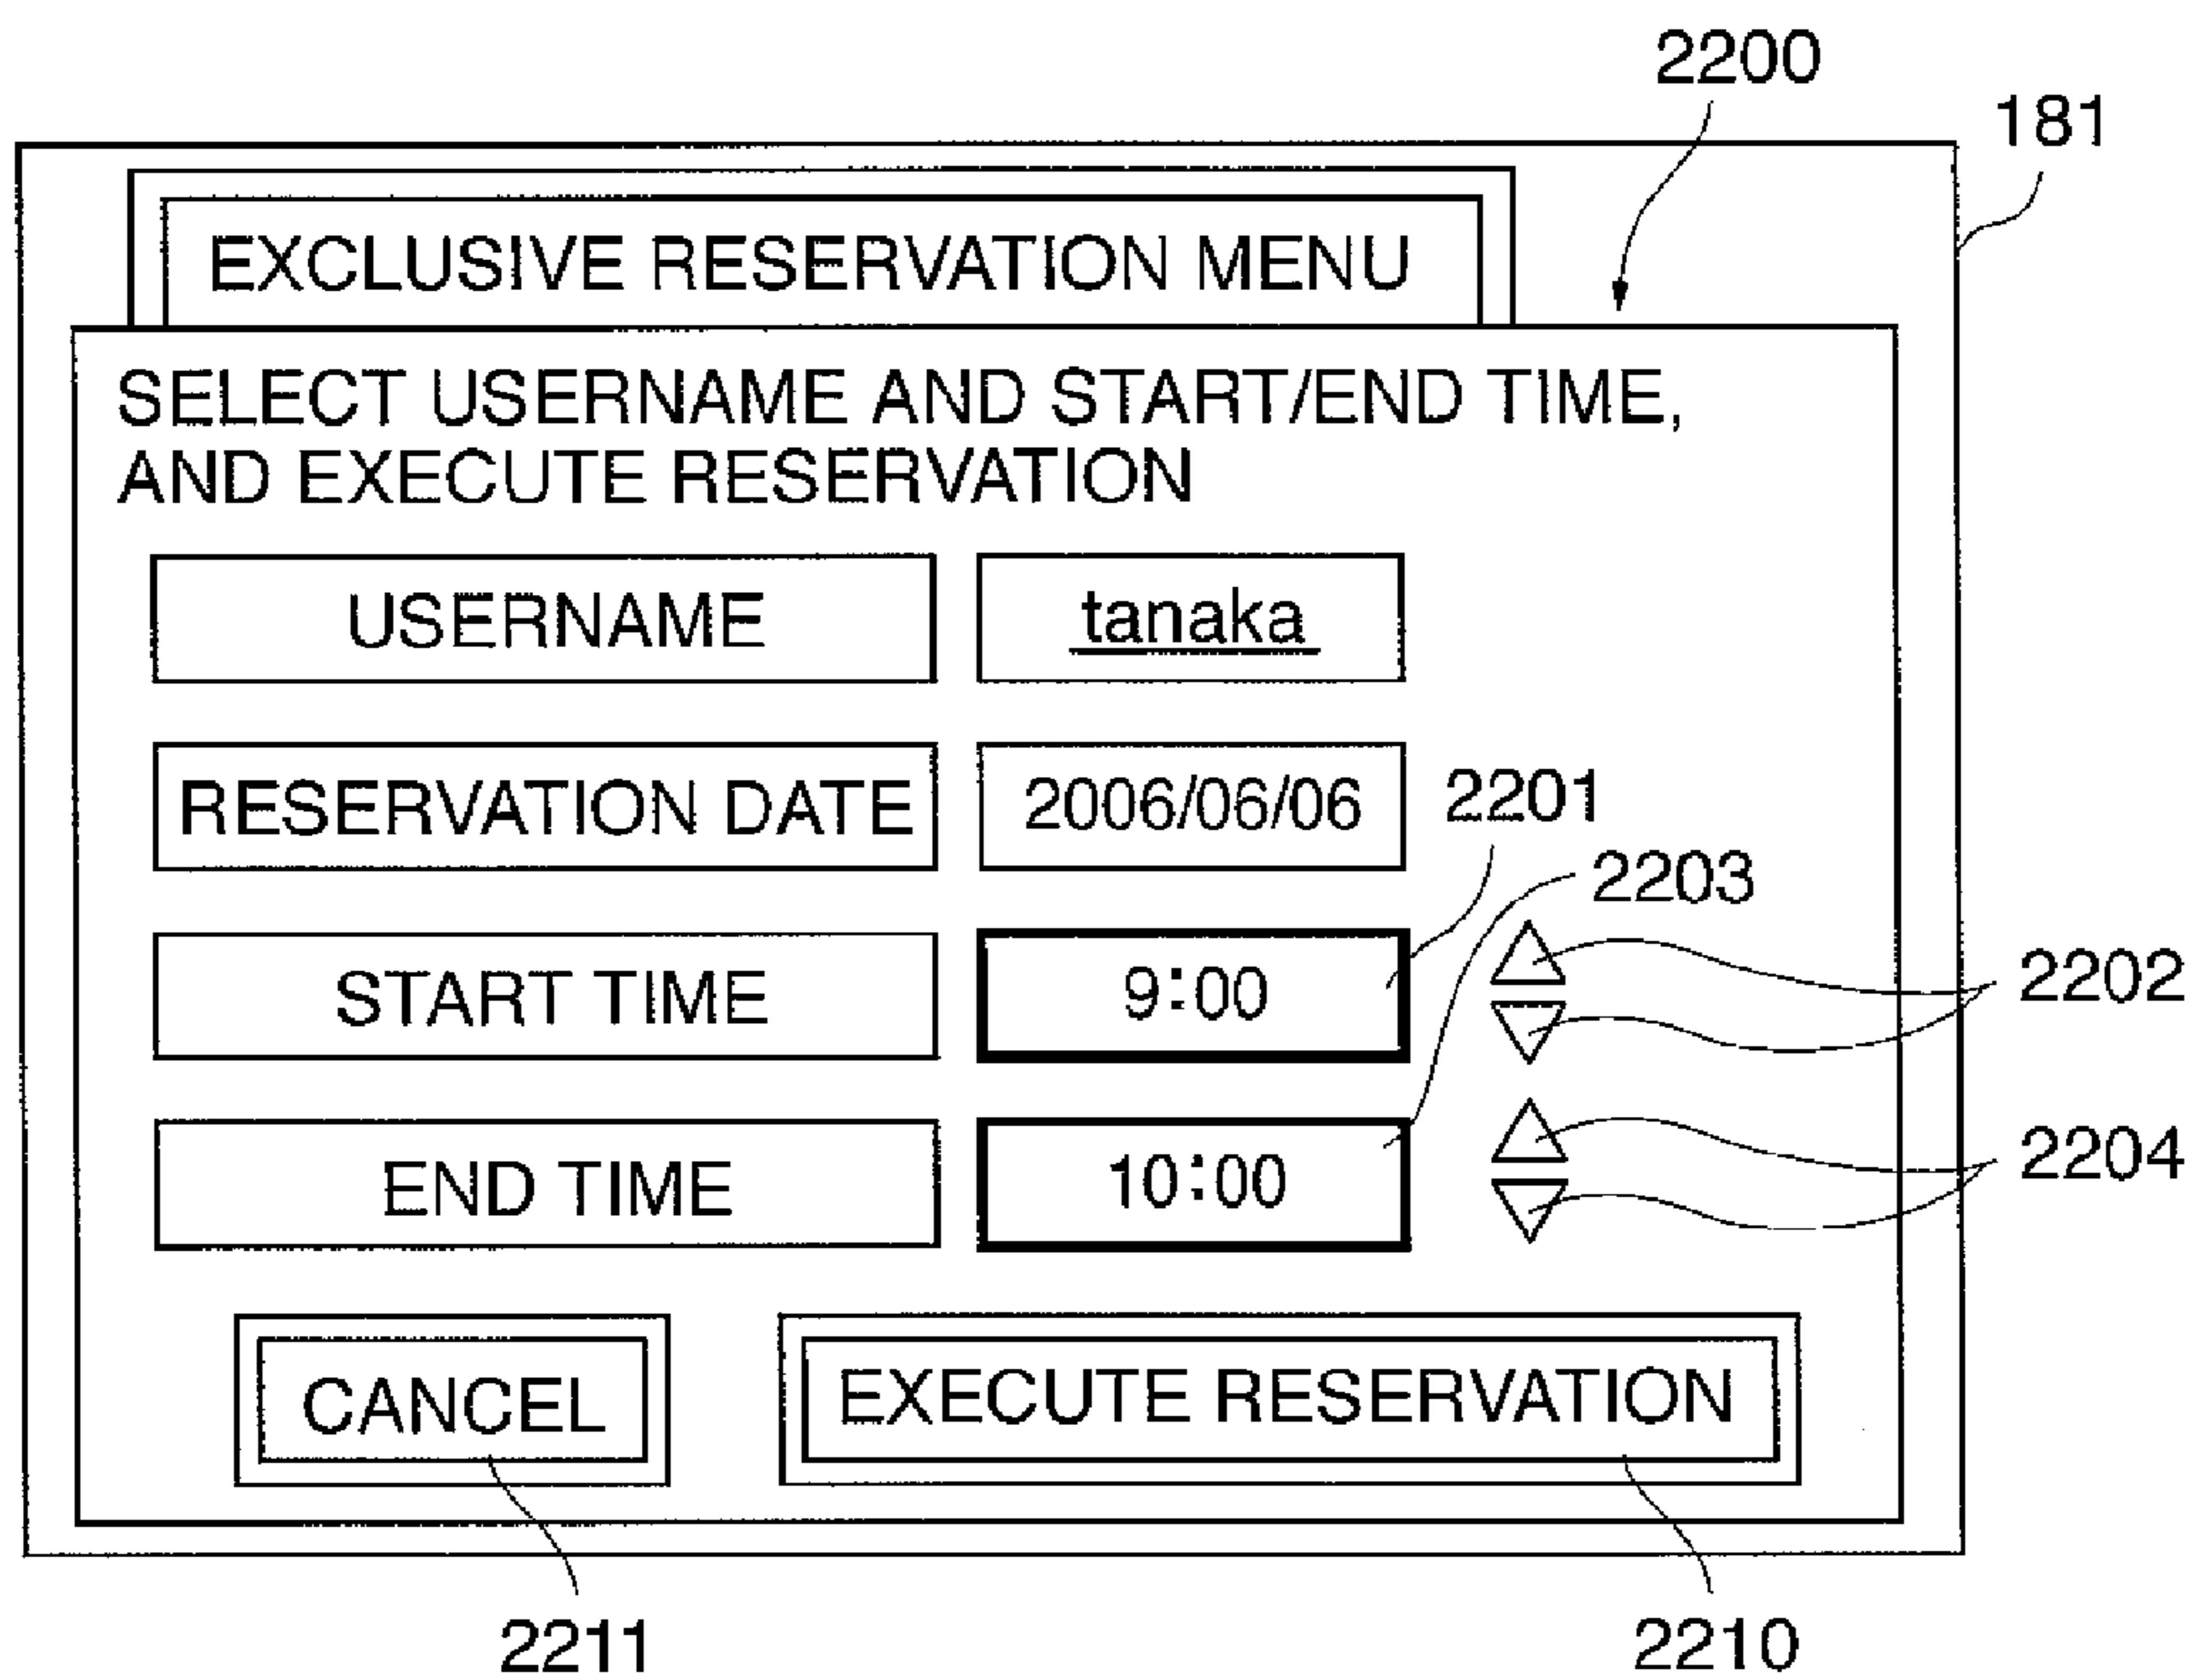 2200
181
EXCLUSIVE RESERVATION MENU
SELECT USERNAME AND START/END TIME,
AND EXECUTE RESERVATION
USERNAME
tanaka
RESERVATION DATE
2006/06/06
2201
2203
START TIME
9:00
2202
END TIME
10:00
2204
CANCEL
EXECUTE RESERVATION
2211
2210